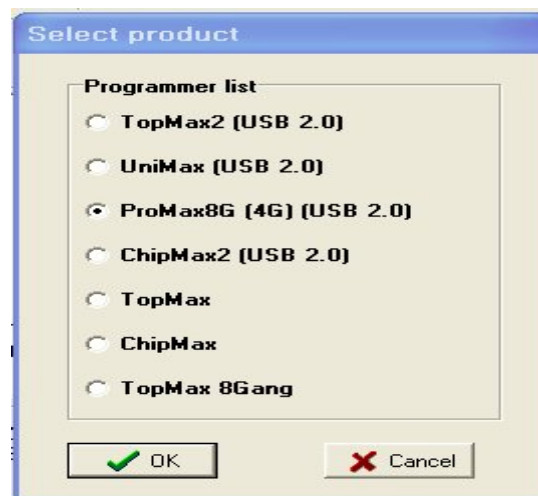 Select product
Programmer list
TopMax2 (USB 2.0)
UniMax (USB 2.0)
ProMax8G (4G) (USB 2.0)
ChipMax2 (USB 2.0)
TopMax
ChipMax
TopMax 8Gang
OK Cancel